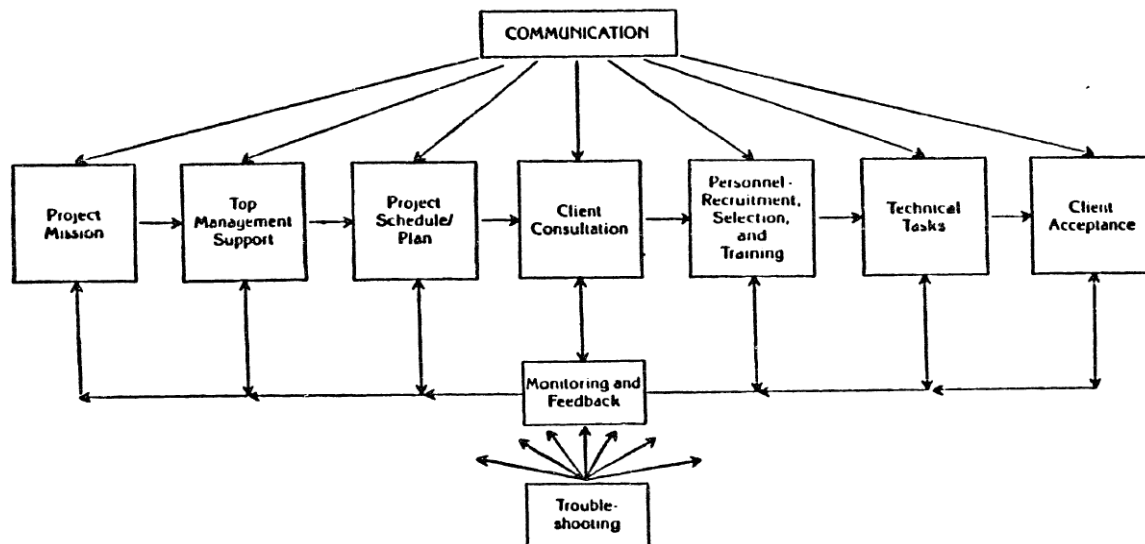 COMMUNICATION
Project
Mission
Top
Management
Support
Project
Schedule/
Plan
Client
Consultation
Personnel-
Recruitment,
Selection,
and
Training
Technical
Tasks
Client
Acceptance
Monitoring and
Feedback
Trouble-
shooting